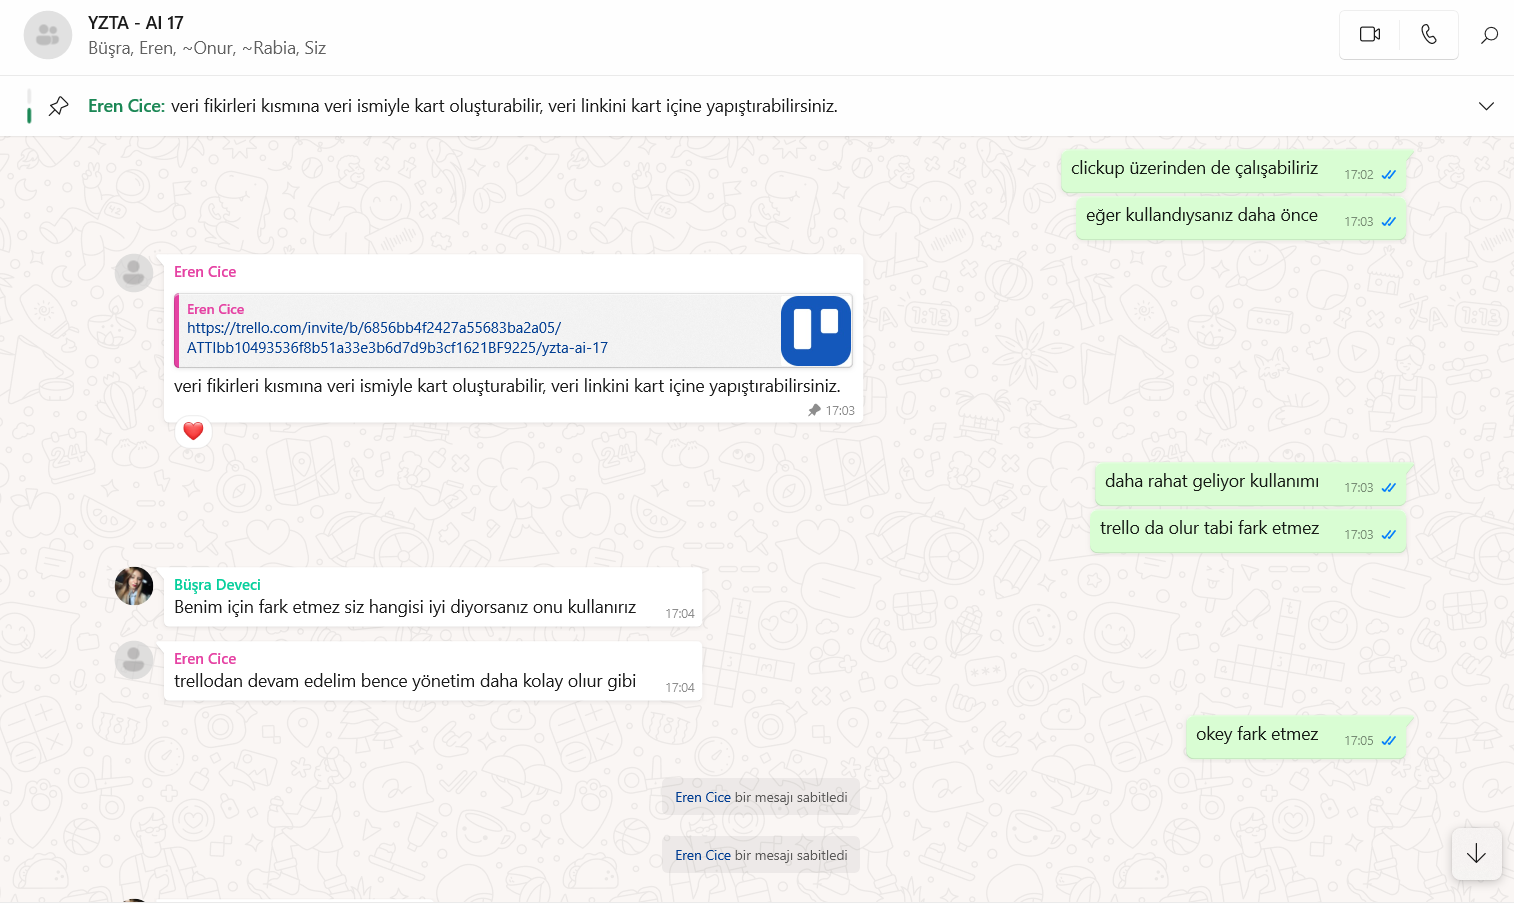 YZTA - AI 17
Büşra, Eren, ~Onur, ~Rabia, Siz
Eren Cice: veri fikirleri kısmına veri ismiyle kart oluşturabilir, veri linkini kart içine yapıştırabilirsiniz.
clickup üzerinden de çalışabiliriz 17:02
eğer kullandıysanız daha önce 17:03
Eren Cice
Eren Cice
https://trello.com/invite/b/6856bb4f2427a55683ba2a05/
ATTIbb10493536f8b51a33e3b6d7d9b3cf1621BF9225/yzta-ai-17
veri fikirleri kısmına veri ismiyle kart oluşturabilir, veri linkini kart içine yapıştırabilirsiniz.
17:03
daha rahat geliyor kullanımı 17:03
trello da olur tabi fark etmez 17:03
Büşra Deveci
Benim için fark etmez siz hangisi iyi diyorsanız onu kullanırız 17:04
Eren Cice
trellodan devam edelim bence yönetim daha kolay olıur gibi 17:04
okey fark etmez 17:05
Eren Cice bir mesajı sabitledi
Eren Cice bir mesajı sabitledi